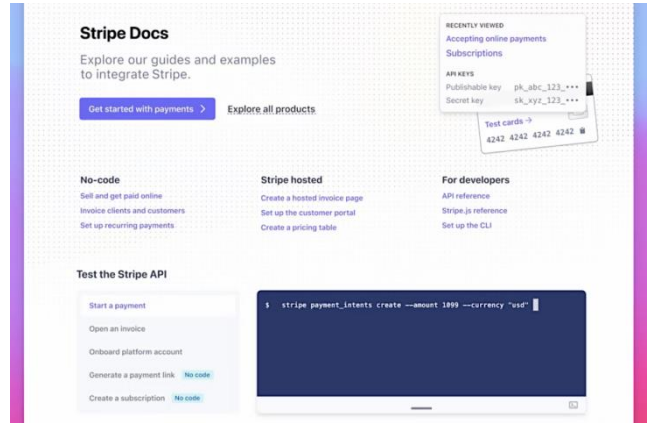 Stripe Docs
Explore our guides and examples
to integrate Stripe.
Get started with payments
Explore all products
RECENTLY VIEWED
Accepting online payments
Subscriptions
API KEYS
Publishable key pk_abc_123_•••
Secret key sk_xyz_123_•••
Test cards →
4242 4242 4242 4242
No-code
Sell and get paid online
Invoice clients and customers
Set up recurring payments
Stripe hosted
Create a hosted invoice page
Set up the customer portal
Create a pricing table
For developers
API reference
Stripe.js reference
Set up the CLI
Test the Stripe API
Start a payment
Open an invoice
Onboard platform account
Generate a payment link No code
Create a subscription No code
$ stripe payment_intents create --amount 1099 --currency "usd"